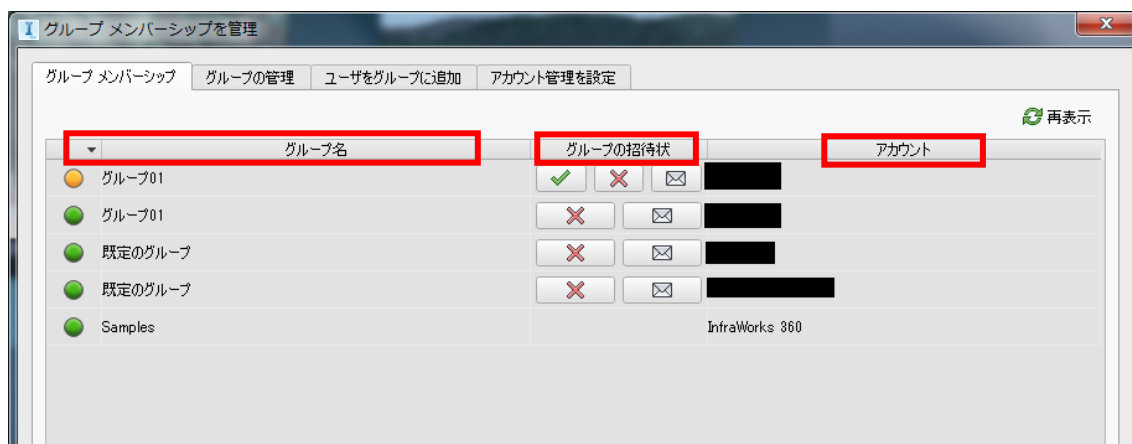 グループ メンバーシップを管理
グループ メンバーシップ グループの管理 ユーザをグループに追加 アカウント管理を設定
再表示
グループ名 グループの招待状 アカウント
グループ01
グループ01
既定のグループ
既定のグループ
Samples InfraWorks 360